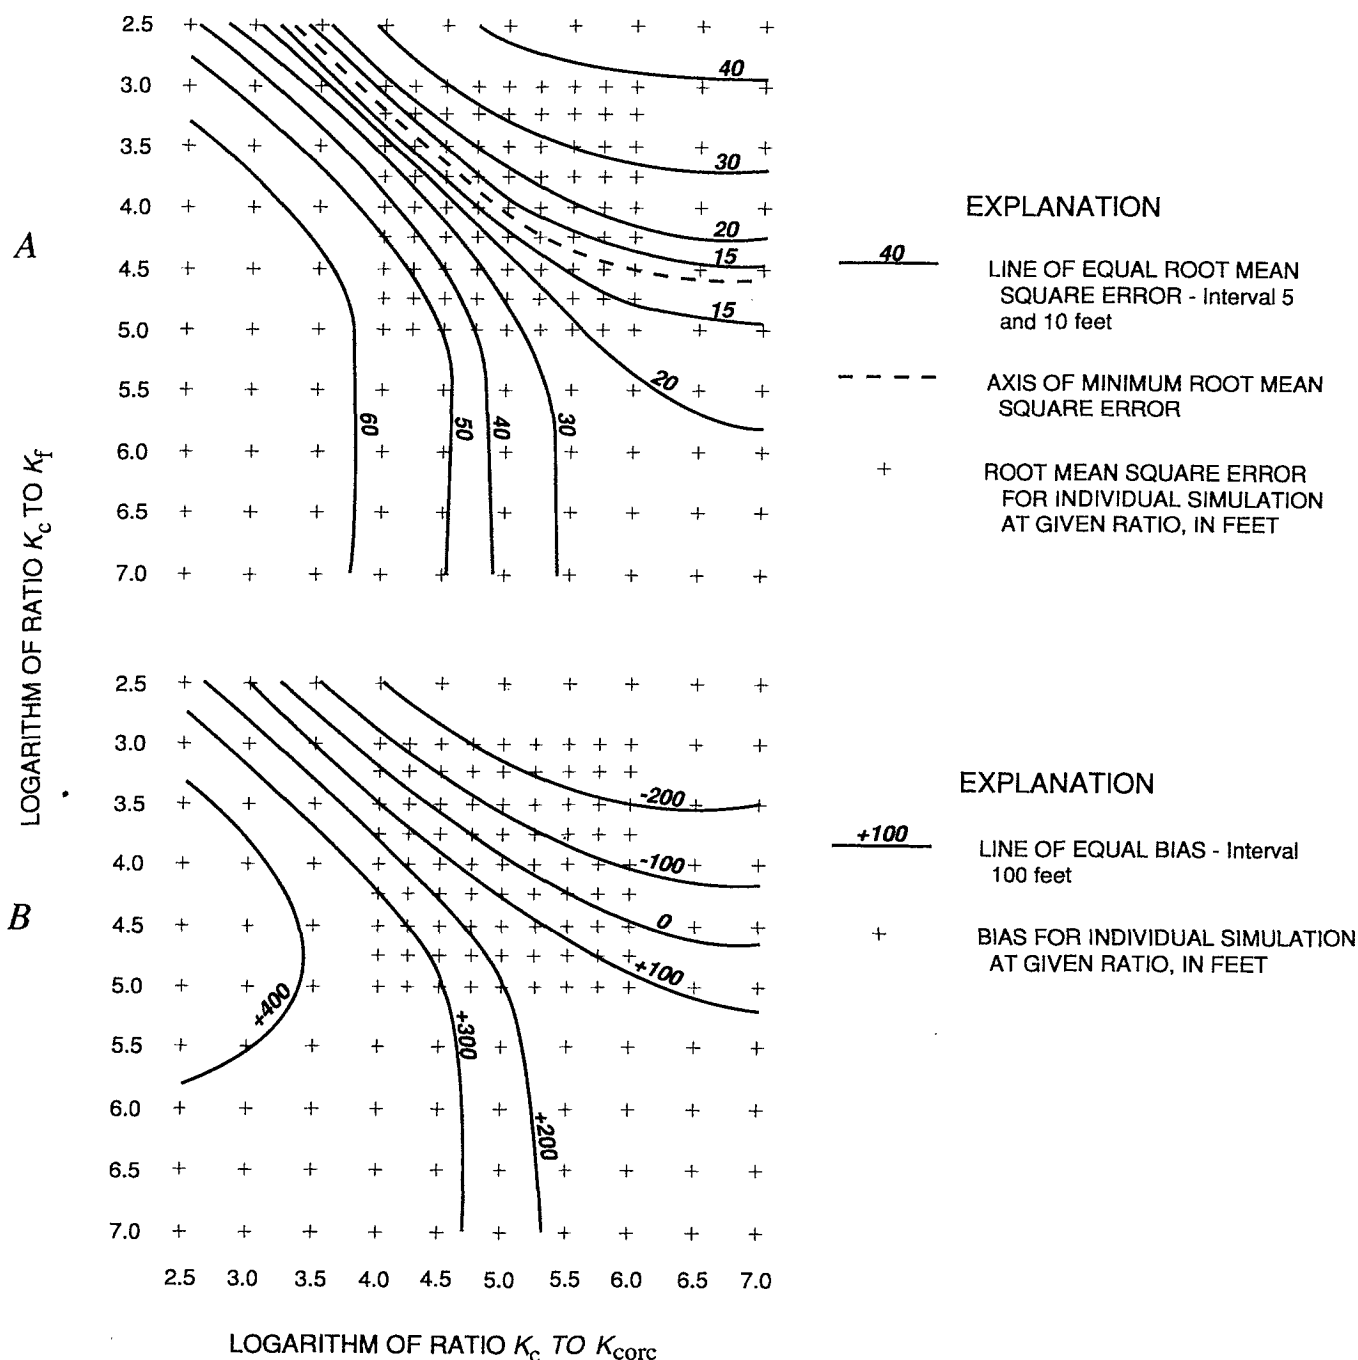 A
LOGARITHM OF RATIO Kc TO Kf
2.5
3.0
3.5
4.0
4.5
5.0
5.5
6.0
6.5
7.0
40
30
20
15
15
20
60
50
40
30
EXPLANATION
40
LINE OF EQUAL ROOT MEAN
SQUARE ERROR - Interval 5
and 10 feet
AXIS OF MINIMUM ROOT MEAN
SQUARE ERROR
ROOT MEAN SQUARE ERROR
FOR INDIVIDUAL SIMULATION
AT GIVEN RATIO, IN FEET
B
2.5
3.0
3.5
4.0
4.5
5.0
5.5
6.0
6.5
7.0
-200
-100
0
+100
+400
+300
+200
2.5 3.0 3.5 4.0 4.5 5.0 5.5 6.0 6.5 7.0
LOGARITHM OF RATIO Kc TO Kcorc
EXPLANATION
+100
LINE OF EQUAL BIAS - Interval
100 feet
BIAS FOR INDIVIDUAL SIMULATION
AT GIVEN RATIO, IN FEET